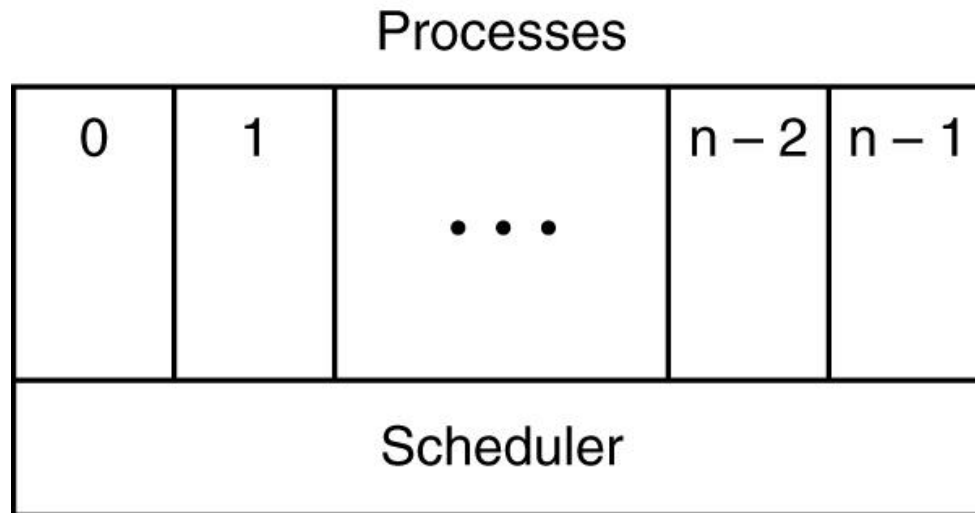 Processes
0 1 n – 2 n – 1
• • •
Scheduler